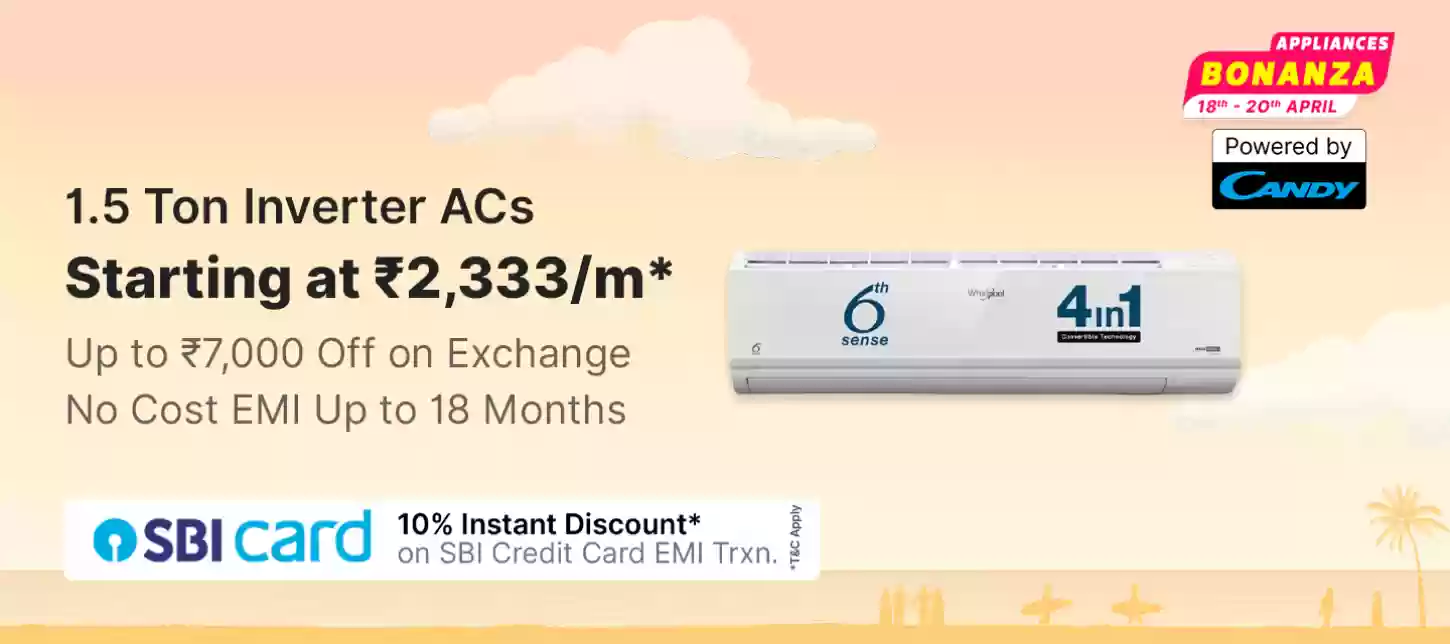 APPLIANCES
BONANZA
18th - 20th APRIL
Powered by
CANDY
1.5 Ton Inverter ACs
Starting at ₹2,333/m*
Up to ₹7,000 Off on Exchange
No Cost EMI Up to 18 Months
6th
sense
Whirlpool
4in1
Convertible Technology
6
SBI card
10% Instant Discount*
on SBI Credit Card EMI Trxn.
*T&C Apply